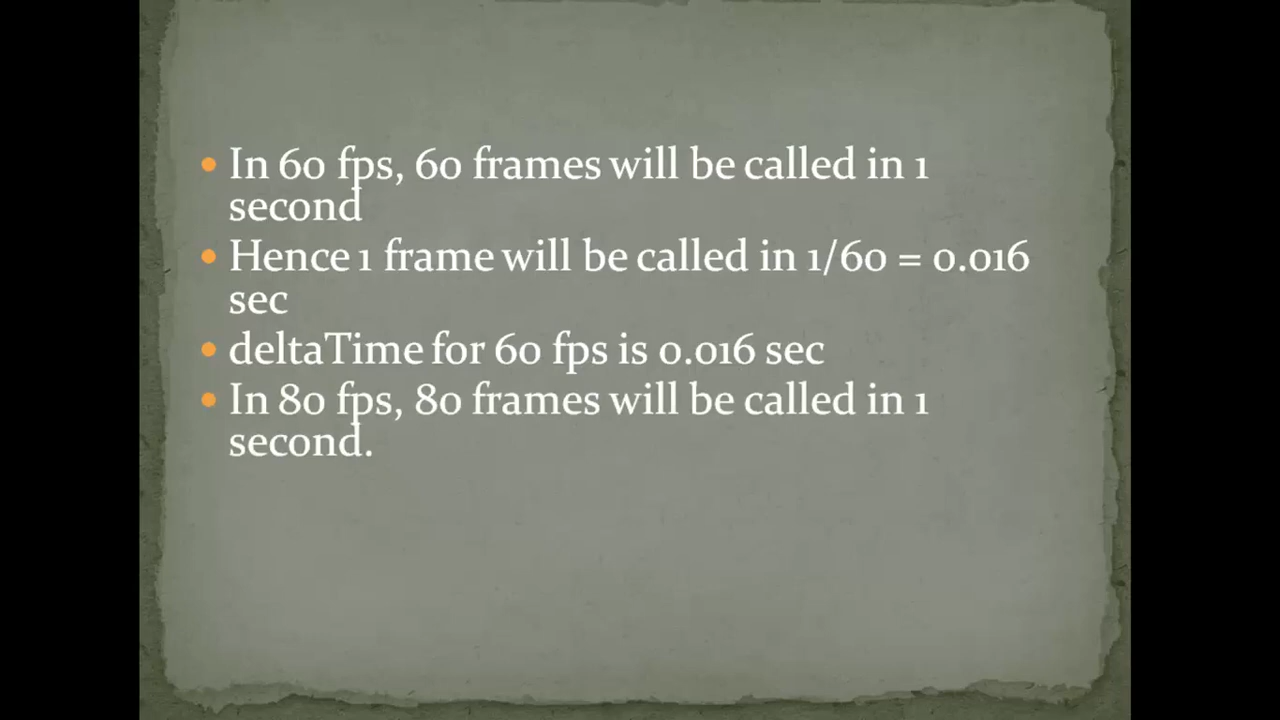 • In 60 fps, 60 frames will be called in 1
second
• Hence 1 frame will be called in 1/60 = 0.016
sec
• deltaTime for 60 fps is 0.016 sec
• In 80 fps, 80 frames will be called in 1
second.